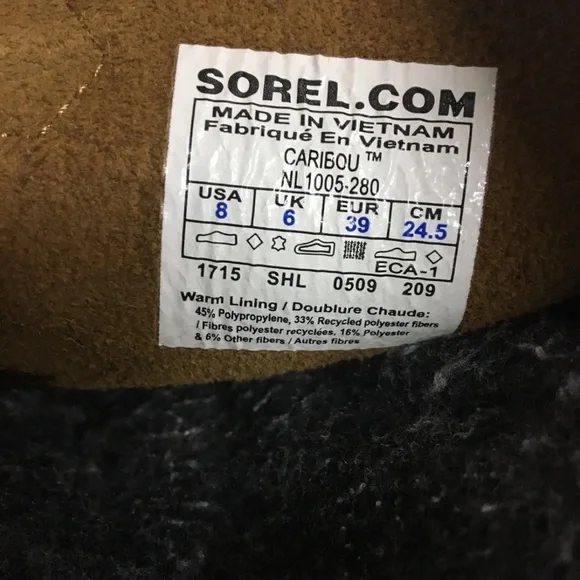 SOREL.COM
MADE IN VIETNAM
Fabriqué En Vietnam
CARIBOU ™
NL1005-280
USA UK EUR CM
8 6 39 24.5
ECA-1
1715 SHL 0509 209
Warm Lining / Doublure Chaude:
45% Polypropylene, 33% Recycled polyester fibers
/ Fibres polyester recyclées, 16% Polyester
& 6% Other fibers / Autres fibres